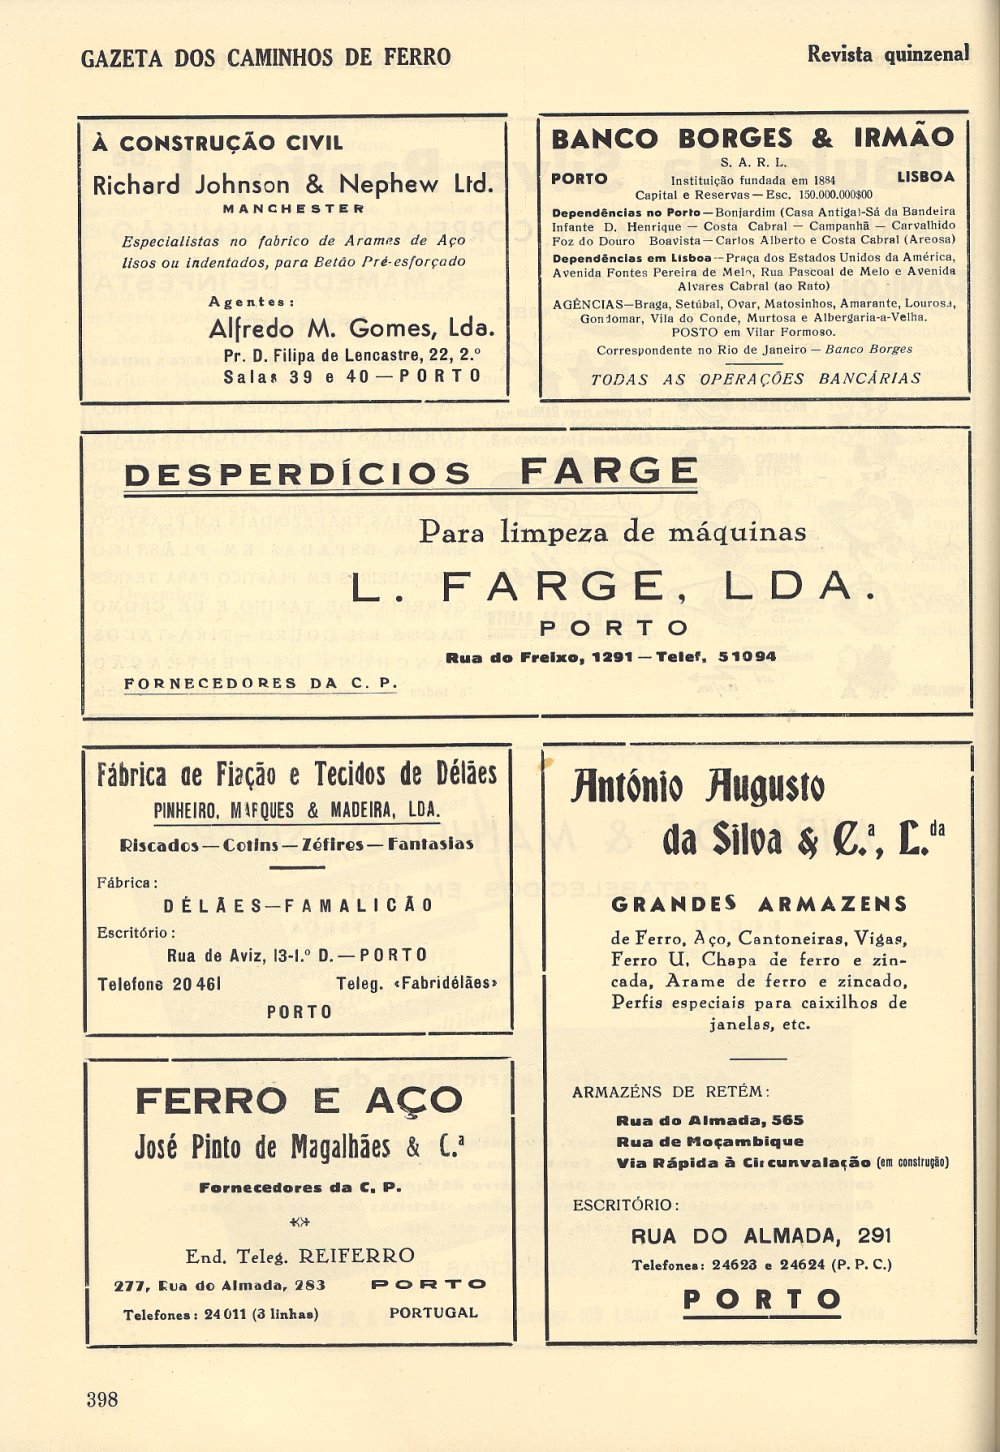 GAZETA DOS CAMINHOS DE FERRO
Revista quinzenal
À CONSTRUÇÃO CIVIL
Richard Johnson & Nephew Ltd.
MANCHESTER
Especialistas no fabrico de Arames de Aço
lisos ou indentados, para Betão Pré-esforçado
Agentes:
Alfredo M. Gomes, Lda.
Pr. D. Filipa de Lencastre, 22, 2.º
Salas 39 e 40 — PORTO
BANCO BORGES & IRMÃO
S. A. R. L.
PORTO Instituição fundada em 1884 LISBOA
Capital e Reservas — Esc. 150.000.000$00
Dependências no Porto — Bonjardim (Casa Antiga)-Sá da Bandeira
Infante D. Henrique — Costa Cabral — Campanhã — Carvalhido
Foz do Douro Boavista — Carlos Alberto e Costa Cabral (Areosa)
Dependências em Lisboa — Praça dos Estados Unidos da América,
Avenida Fontes Pereira de Melo, Rua Pascoal de Melo e Avenida
Alvares Cabral (ao Rato)
AGÊNCIAS—Braga, Setúbal, Ovar, Matosinhos, Amarante, Lourosa,
Gondomar, Vila do Conde, Murtosa e Albergaria-a-Velha.
POSTO em Vilar Formoso.
Correspondente no Rio de Janeiro — Banco Borges
TODAS AS OPERAÇÕES BANCÁRIAS
DESPERDÍCIOS FARGE
Para limpeza de máquinas
L. FARGE, LDA.
PORTO
Rua do Freixo, 1291 — Telef. 51094
FORNECEDORES DA C. P.
Fábrica de Fiação e Tecidos de Délães
PINHEIRO, MARQUES & MADEIRA, LDA.
Riscados — Cotins — Zéfires — Fantasias
Fábrica:
DÉLÃES—FAMALICÃO
Escritório:
Rua de Aviz, 13-1.º D. — PORTO
Telefone 20461 Teleg. «Fabridélães»
PORTO
FERRO E AÇO
José Pinto de Magalhães & C.ª
Fornecedores da C. P.
End. Teleg. REIFERRO
277, Rua do Almada, 283 PORTO
Telefones: 24011 (3 linhas) PORTUGAL
António Augusto
da Silva & C.ª, L.da
GRANDES ARMAZENS
de Ferro, Aço, Cantoneiras, Vigas,
Ferro U, Chapa de ferro e zin-
cada, Arame de ferro e zincado,
Perfis especiais para caixilhos de
janelas, etc.
ARMAZÉNS DE RETÉM:
Rua do Almada, 565
Rua de Moçambique
Via Rápida à Circunvalação (em construção)
ESCRITÓRIO:
RUA DO ALMADA, 291
Telefones: 24623 e 24624 (P. P. C.)
PORTO
398